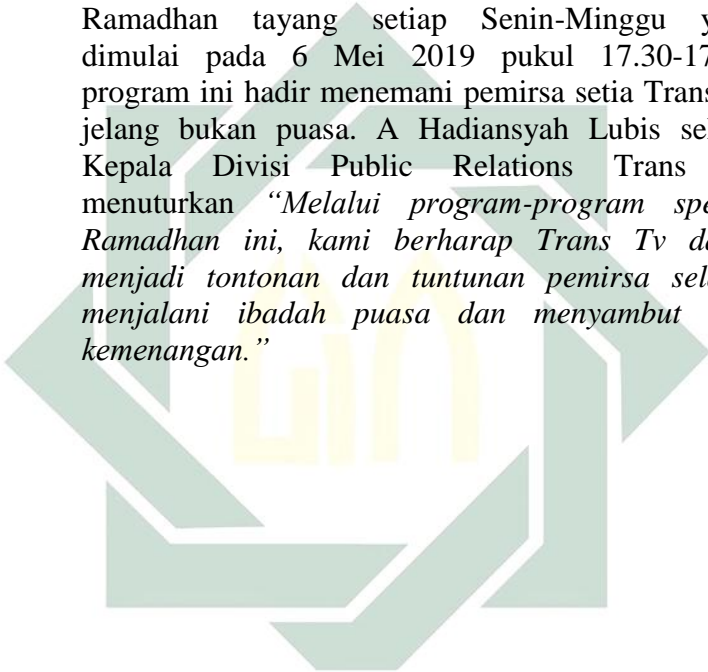 Ramadhan tayang setiap Senin-Minggu y
dimulai pada 6 Mei 2019 pukul 17.30-17
program ini hadir menemani pemirsa setia Trans
jelang bukan puasa. A Hadiansyah Lubis se
Kepala Divisi Public Relations Trans
menuturkan “Melalui program-program spe
Ramadhan ini, kami berharap Trans Tv da
menjadi tontonan dan tuntunan pemirsa sel
menjalani ibadah puasa dan menyambut
kemenangan.”